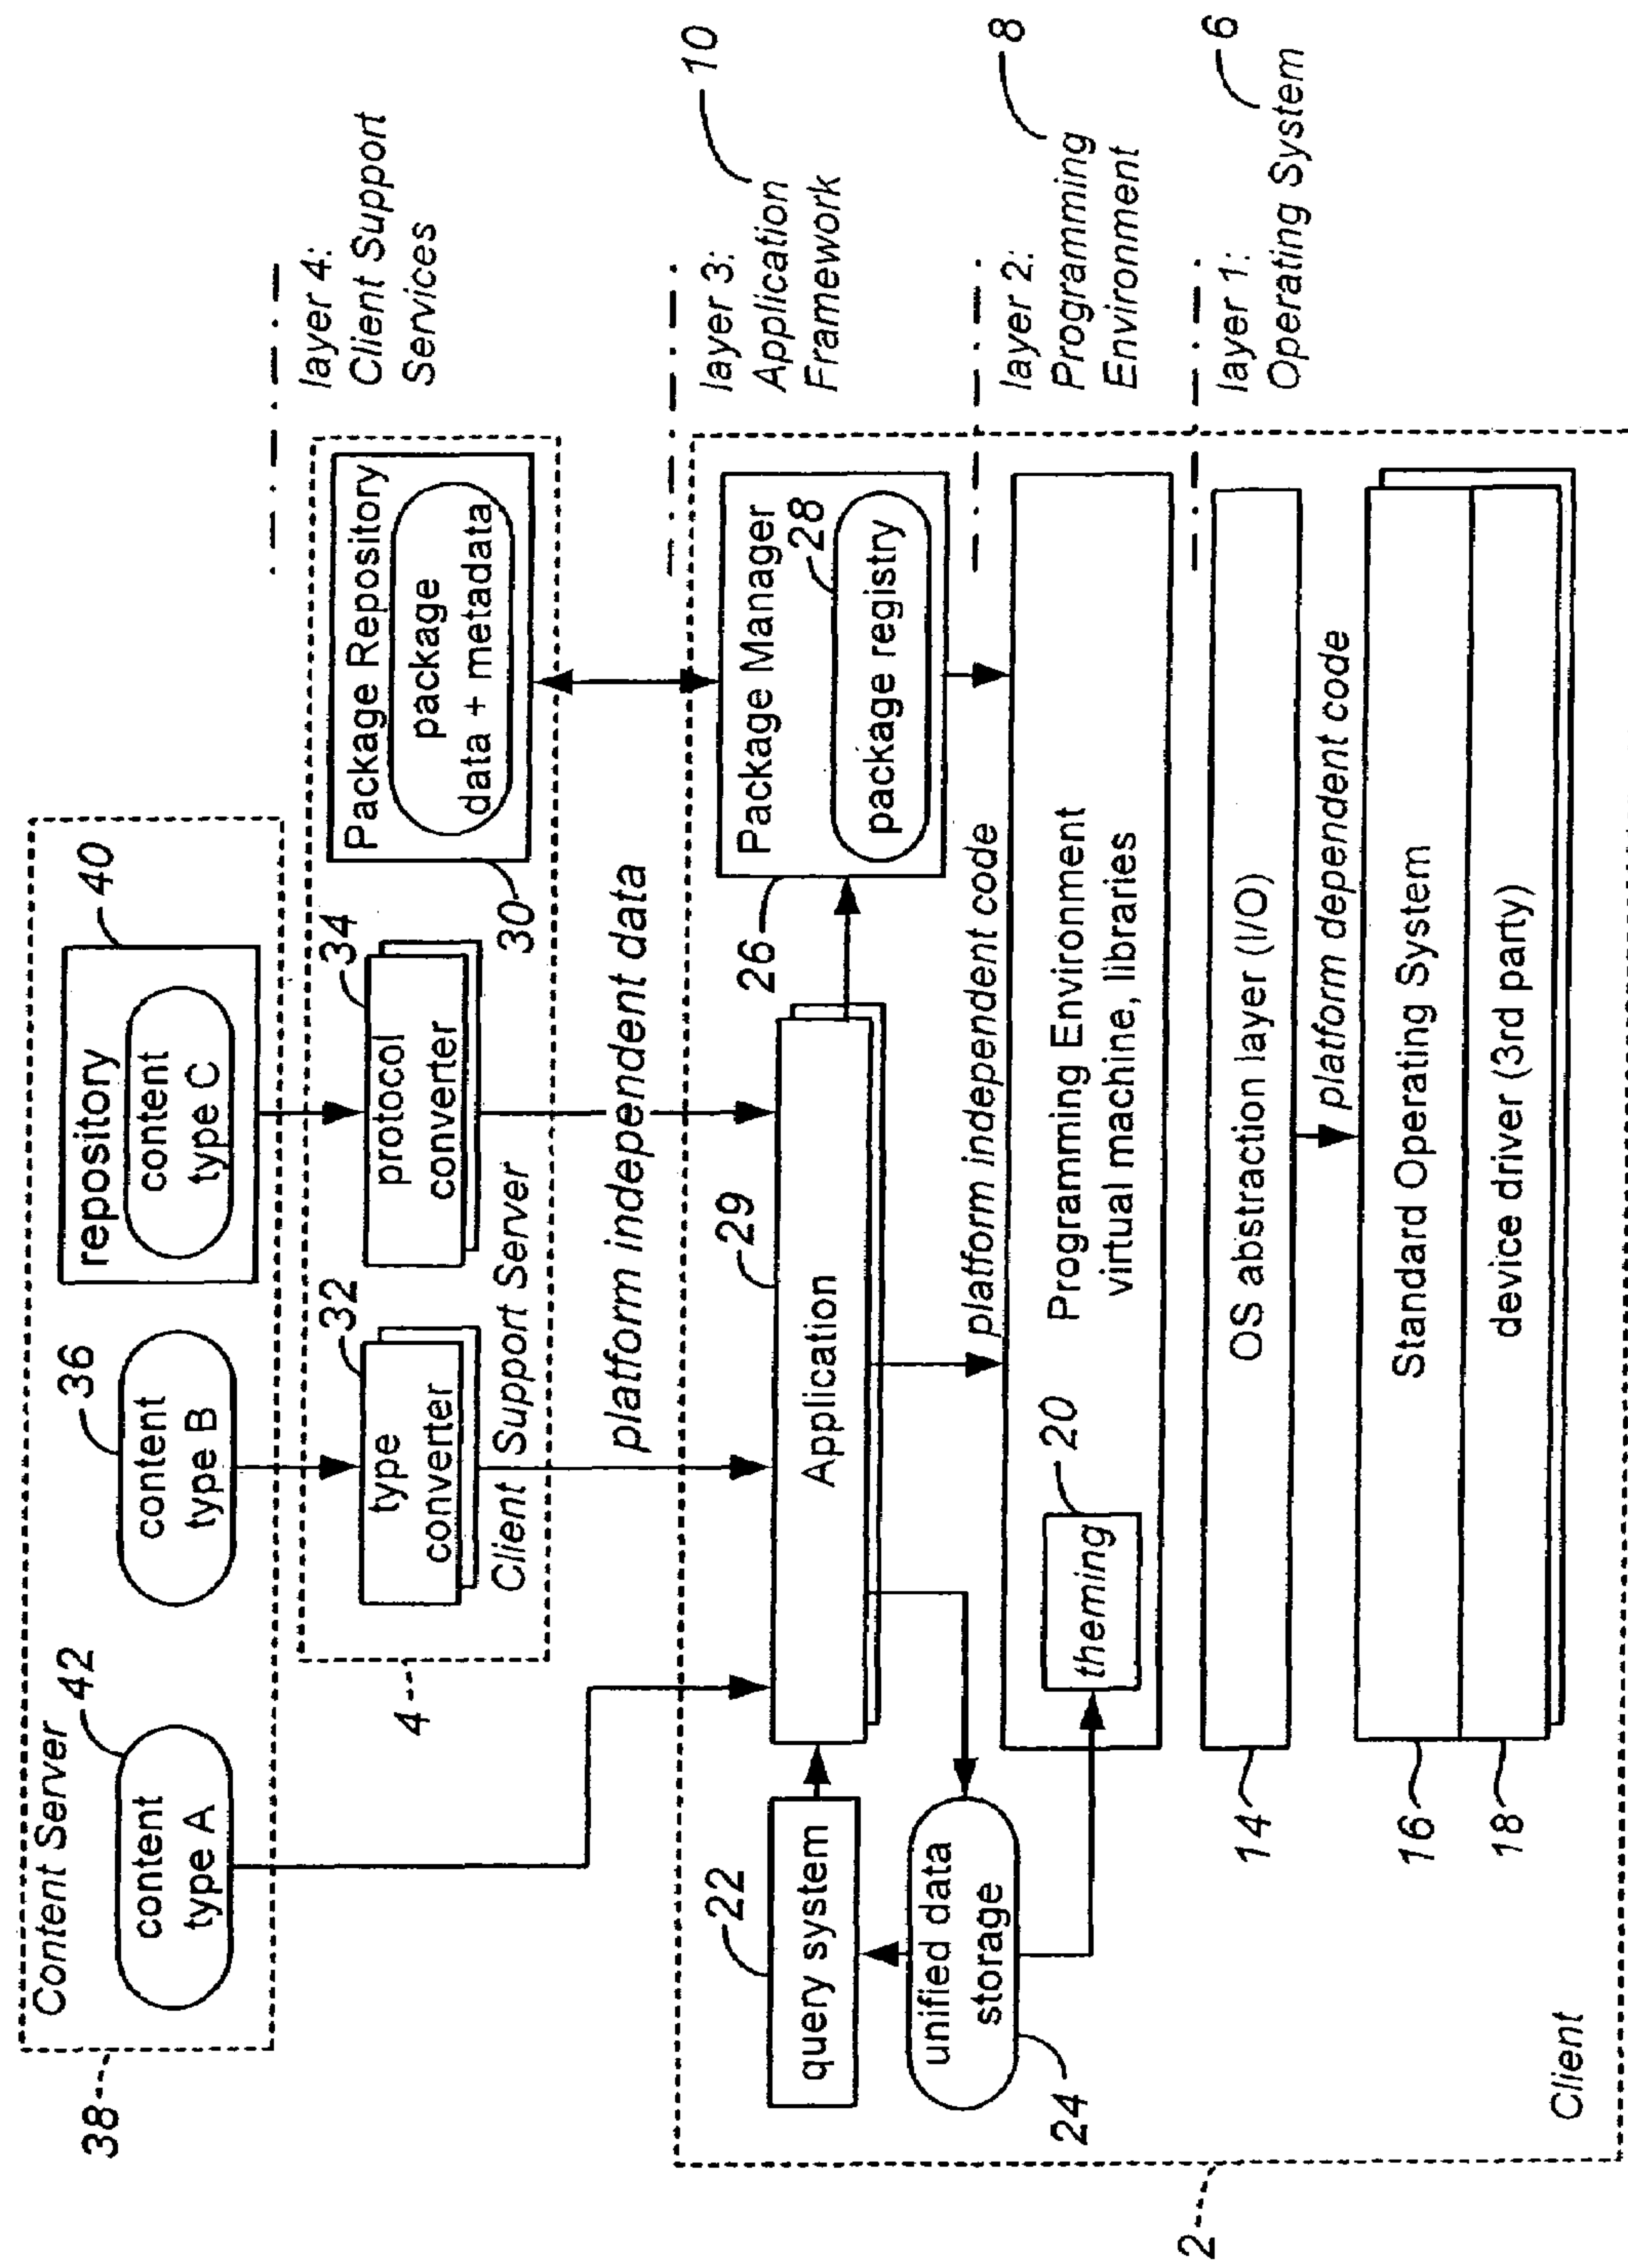 38
Content Server
42
content
type A
36
content
type B
40
repository
content
type C
4
32
type
converter
34
protocol
converter
30
Package Repository
package
data + metadata
Client Support Server
layer 4:
Client Support
Services
platform independent data
2
22
query system
24
unified data
storage
29
Application
26
Package Manager
28
package registry
layer 3:
Application
Framework
10
platform independent code
20
theming
Programming Environment
virtual machine, libraries
layer 2:
Programming
Environment
8
14
OS abstraction layer (I/O)
layer 1:
Operating System
6
platform dependent code
16
Standard Operating System
18
device driver (3rd party)
Client